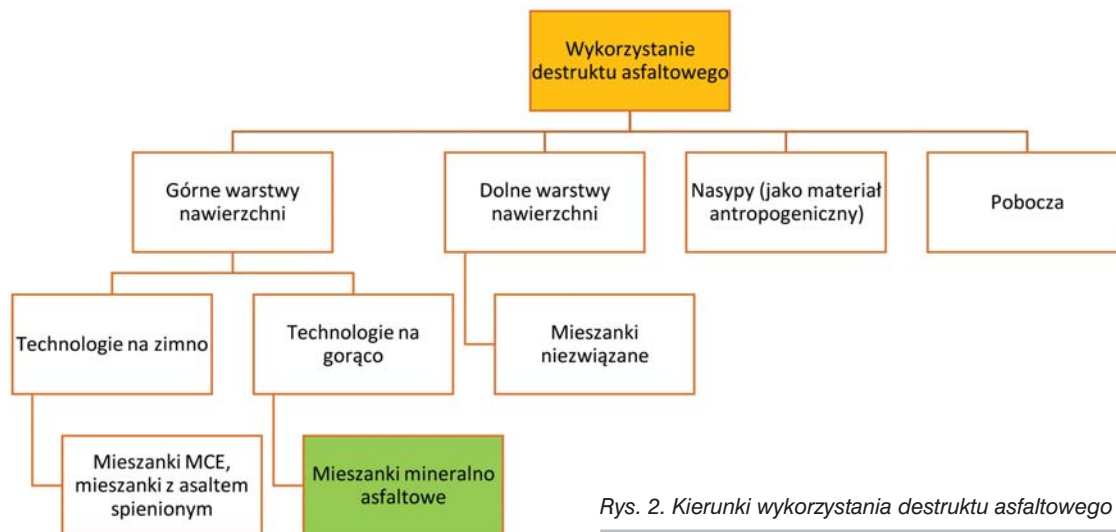 Wykorzystanie
destruktu asfaltowego
Górne warstwy
nawierzchni
Dolne warstwy
nawierzchni
Nasypy (jako materiał
antropogeniczny)
Pobocza
Technologie na zimno
Technologie na
gorąco
Mieszanki
niezwiązane
Mieszanki MCE,
mieszanki z asaltem
spienionym
Mieszanki mineralno
asfaltowe
Rys. 2. Kierunki wykorzystania destruktu asfaltowego